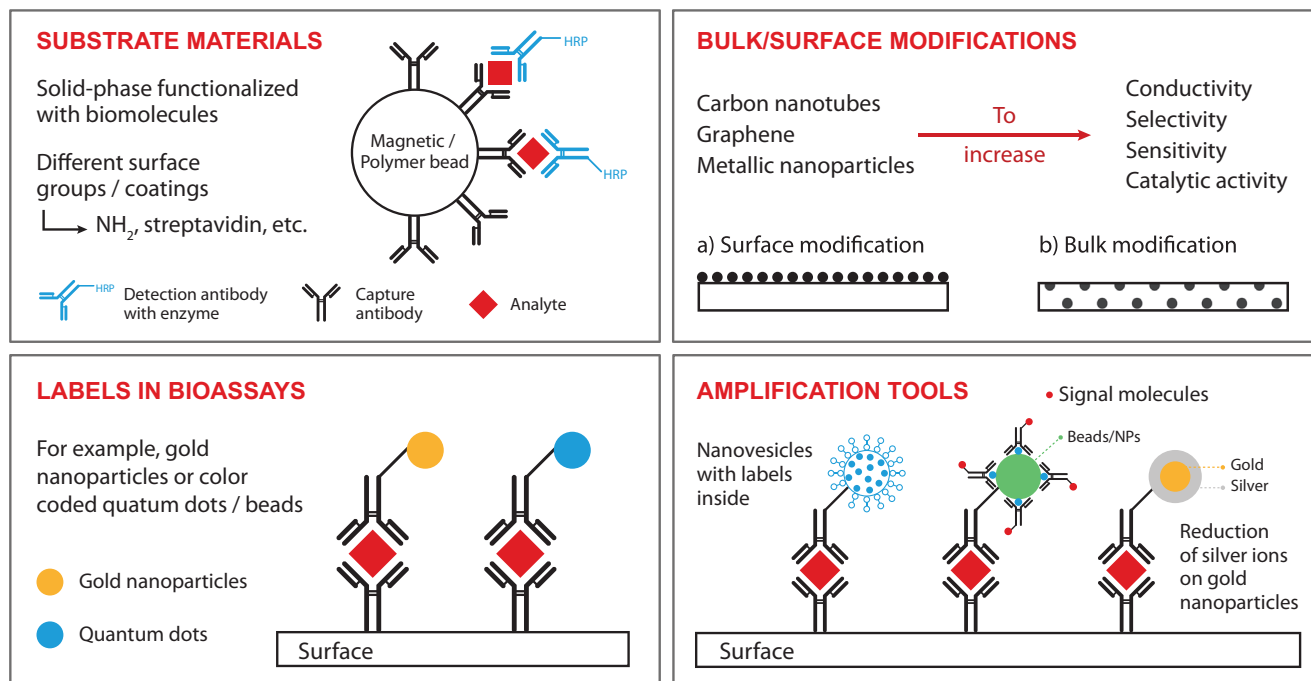 SUBSTRATE MATERIALS
Solid-phase functionalized
with biomolecules
Different surface
groups / coatings
NH₂, streptavidin, etc.
Magnetic /
Polymer bead
HRP
HRP
HRP
Detection antibody
with enzyme
Capture
antibody
Analyte
BULK/SURFACE MODIFICATIONS
Carbon nanotubes
Graphene
Metallic nanoparticles
To
increase
Conductivity
Selectivity
Sensitivity
Catalytic activity
a) Surface modification
b) Bulk modification
LABELS IN BIOASSAYS
For example, gold
nanoparticles or color
coded quatum dots / beads
Gold nanoparticles
Quantum dots
Surface
AMPLIFICATION TOOLS
Signal molecules
Nanovesicles
with labels
inside
Beads/NPs
Gold
Silver
Reduction
of silver ions
on gold
nanoparticles
Surface